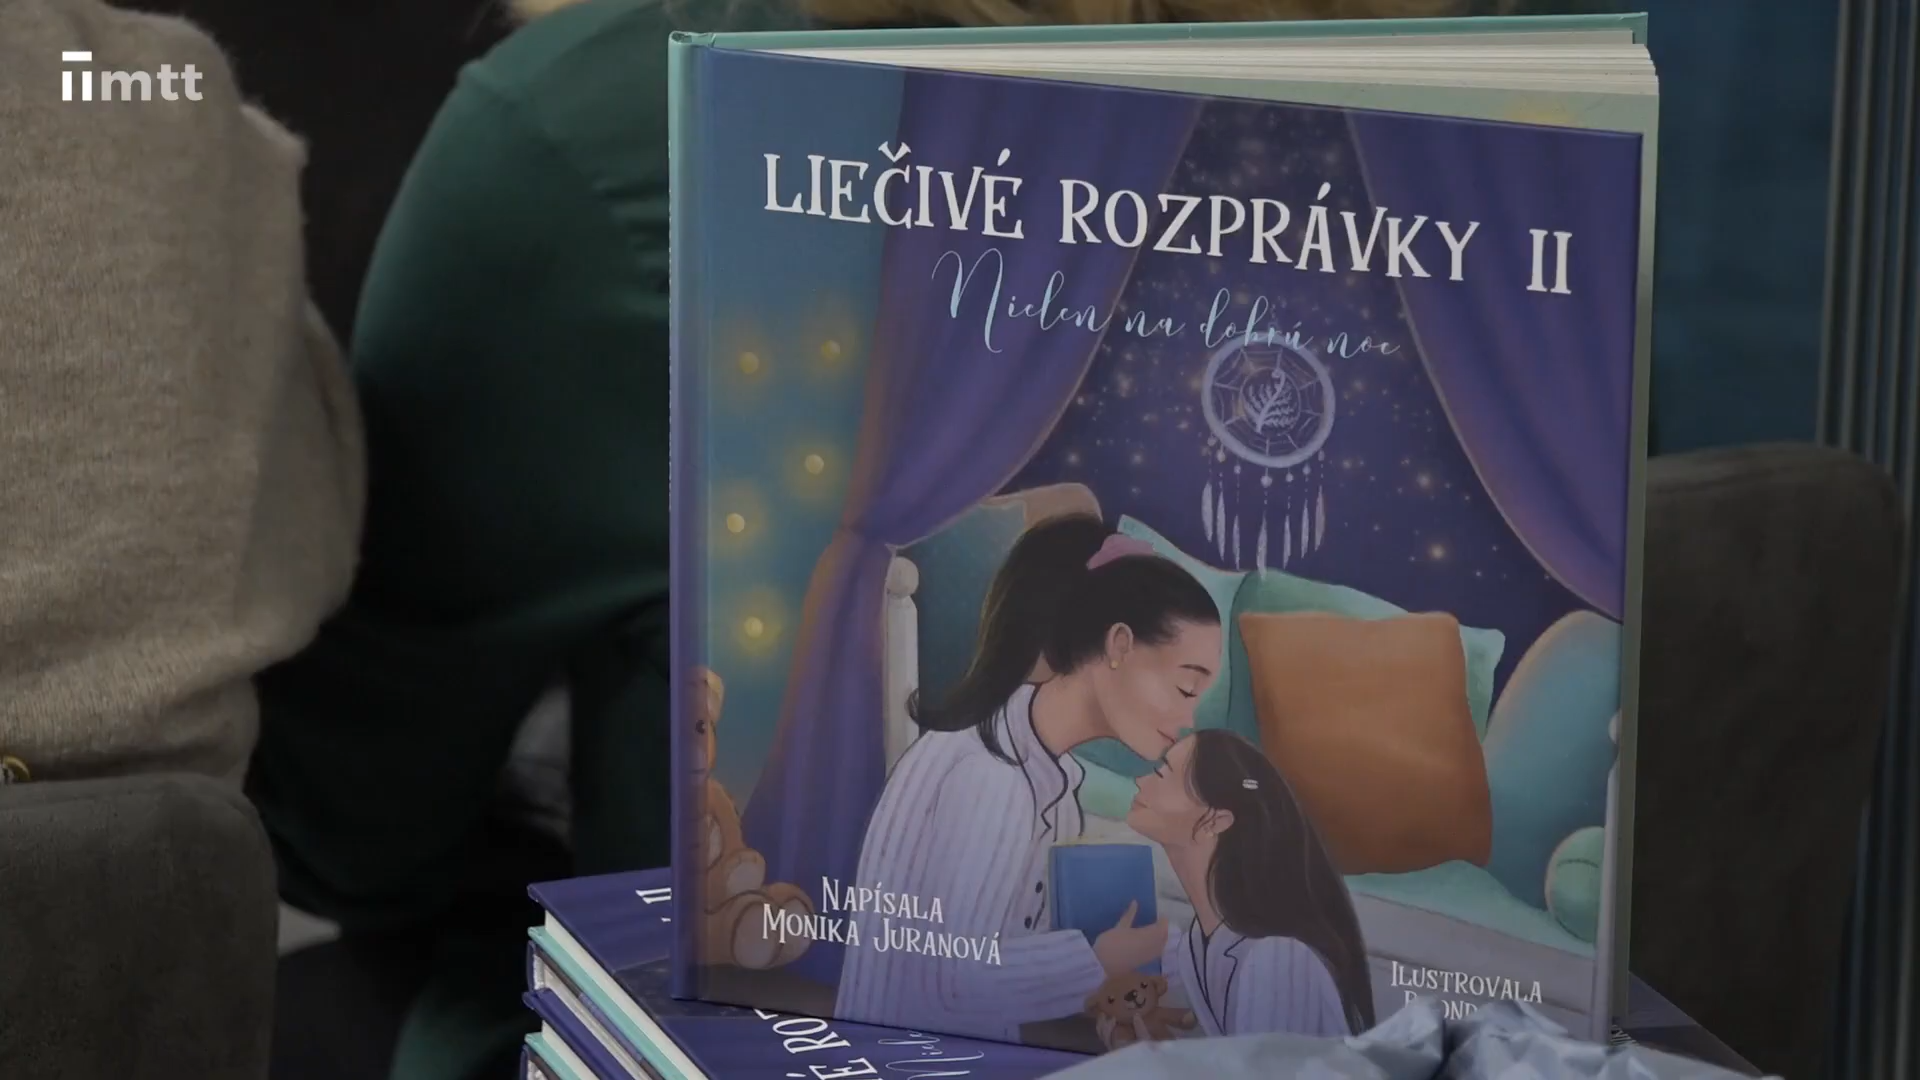 mtt
LIEČIVÉ ROZPRÁVKY II
Nielen na dobrú noc
NAPÍSALA
MONIKA JURANOVÁ
ILUSTROVALA